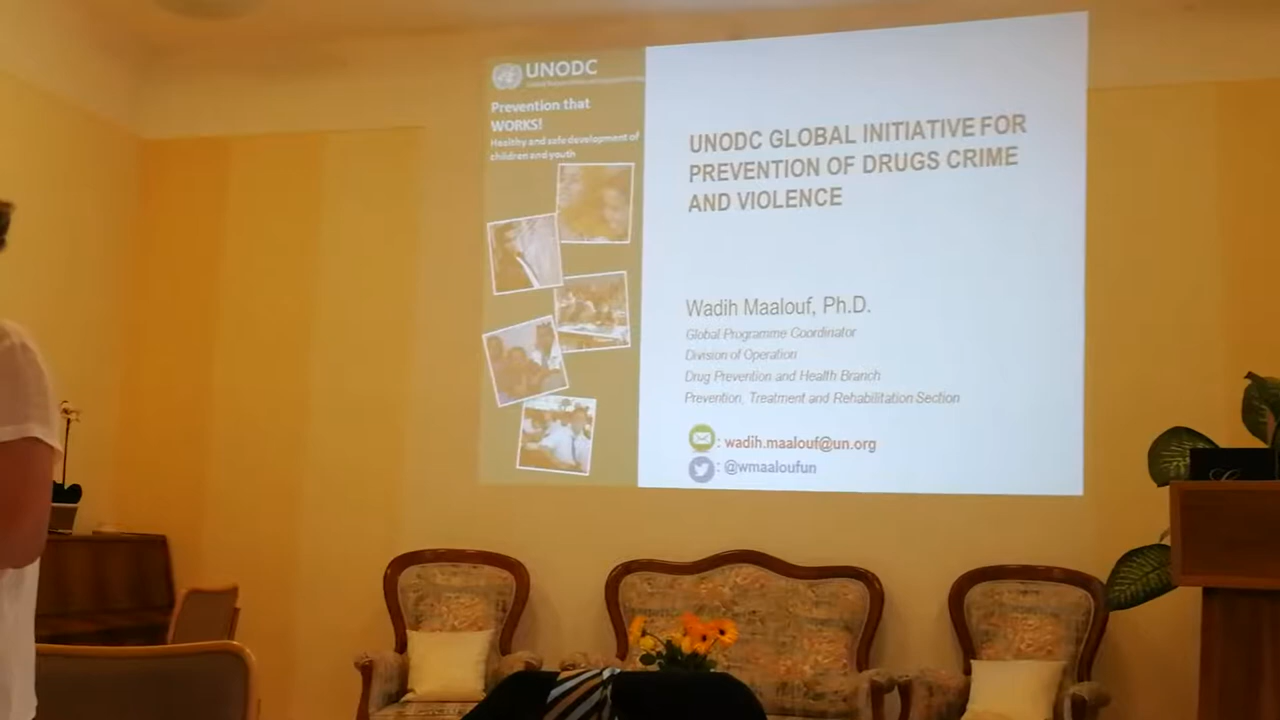 UNODC
Prevention that
WORKS!
Healthy and safe development of
children and youth
UNODC GLOBAL INITIATIVE FOR
PREVENTION OF DRUGS CRIME
AND VIOLENCE
Wadih Maalouf, Ph.D.
Global Programme Coordinator
Division of Operation
Drug Prevention and Health Branch
Prevention, Treatment and Rehabilitation Section
: wadih.maalouf@un.org
: @wmaaloufun